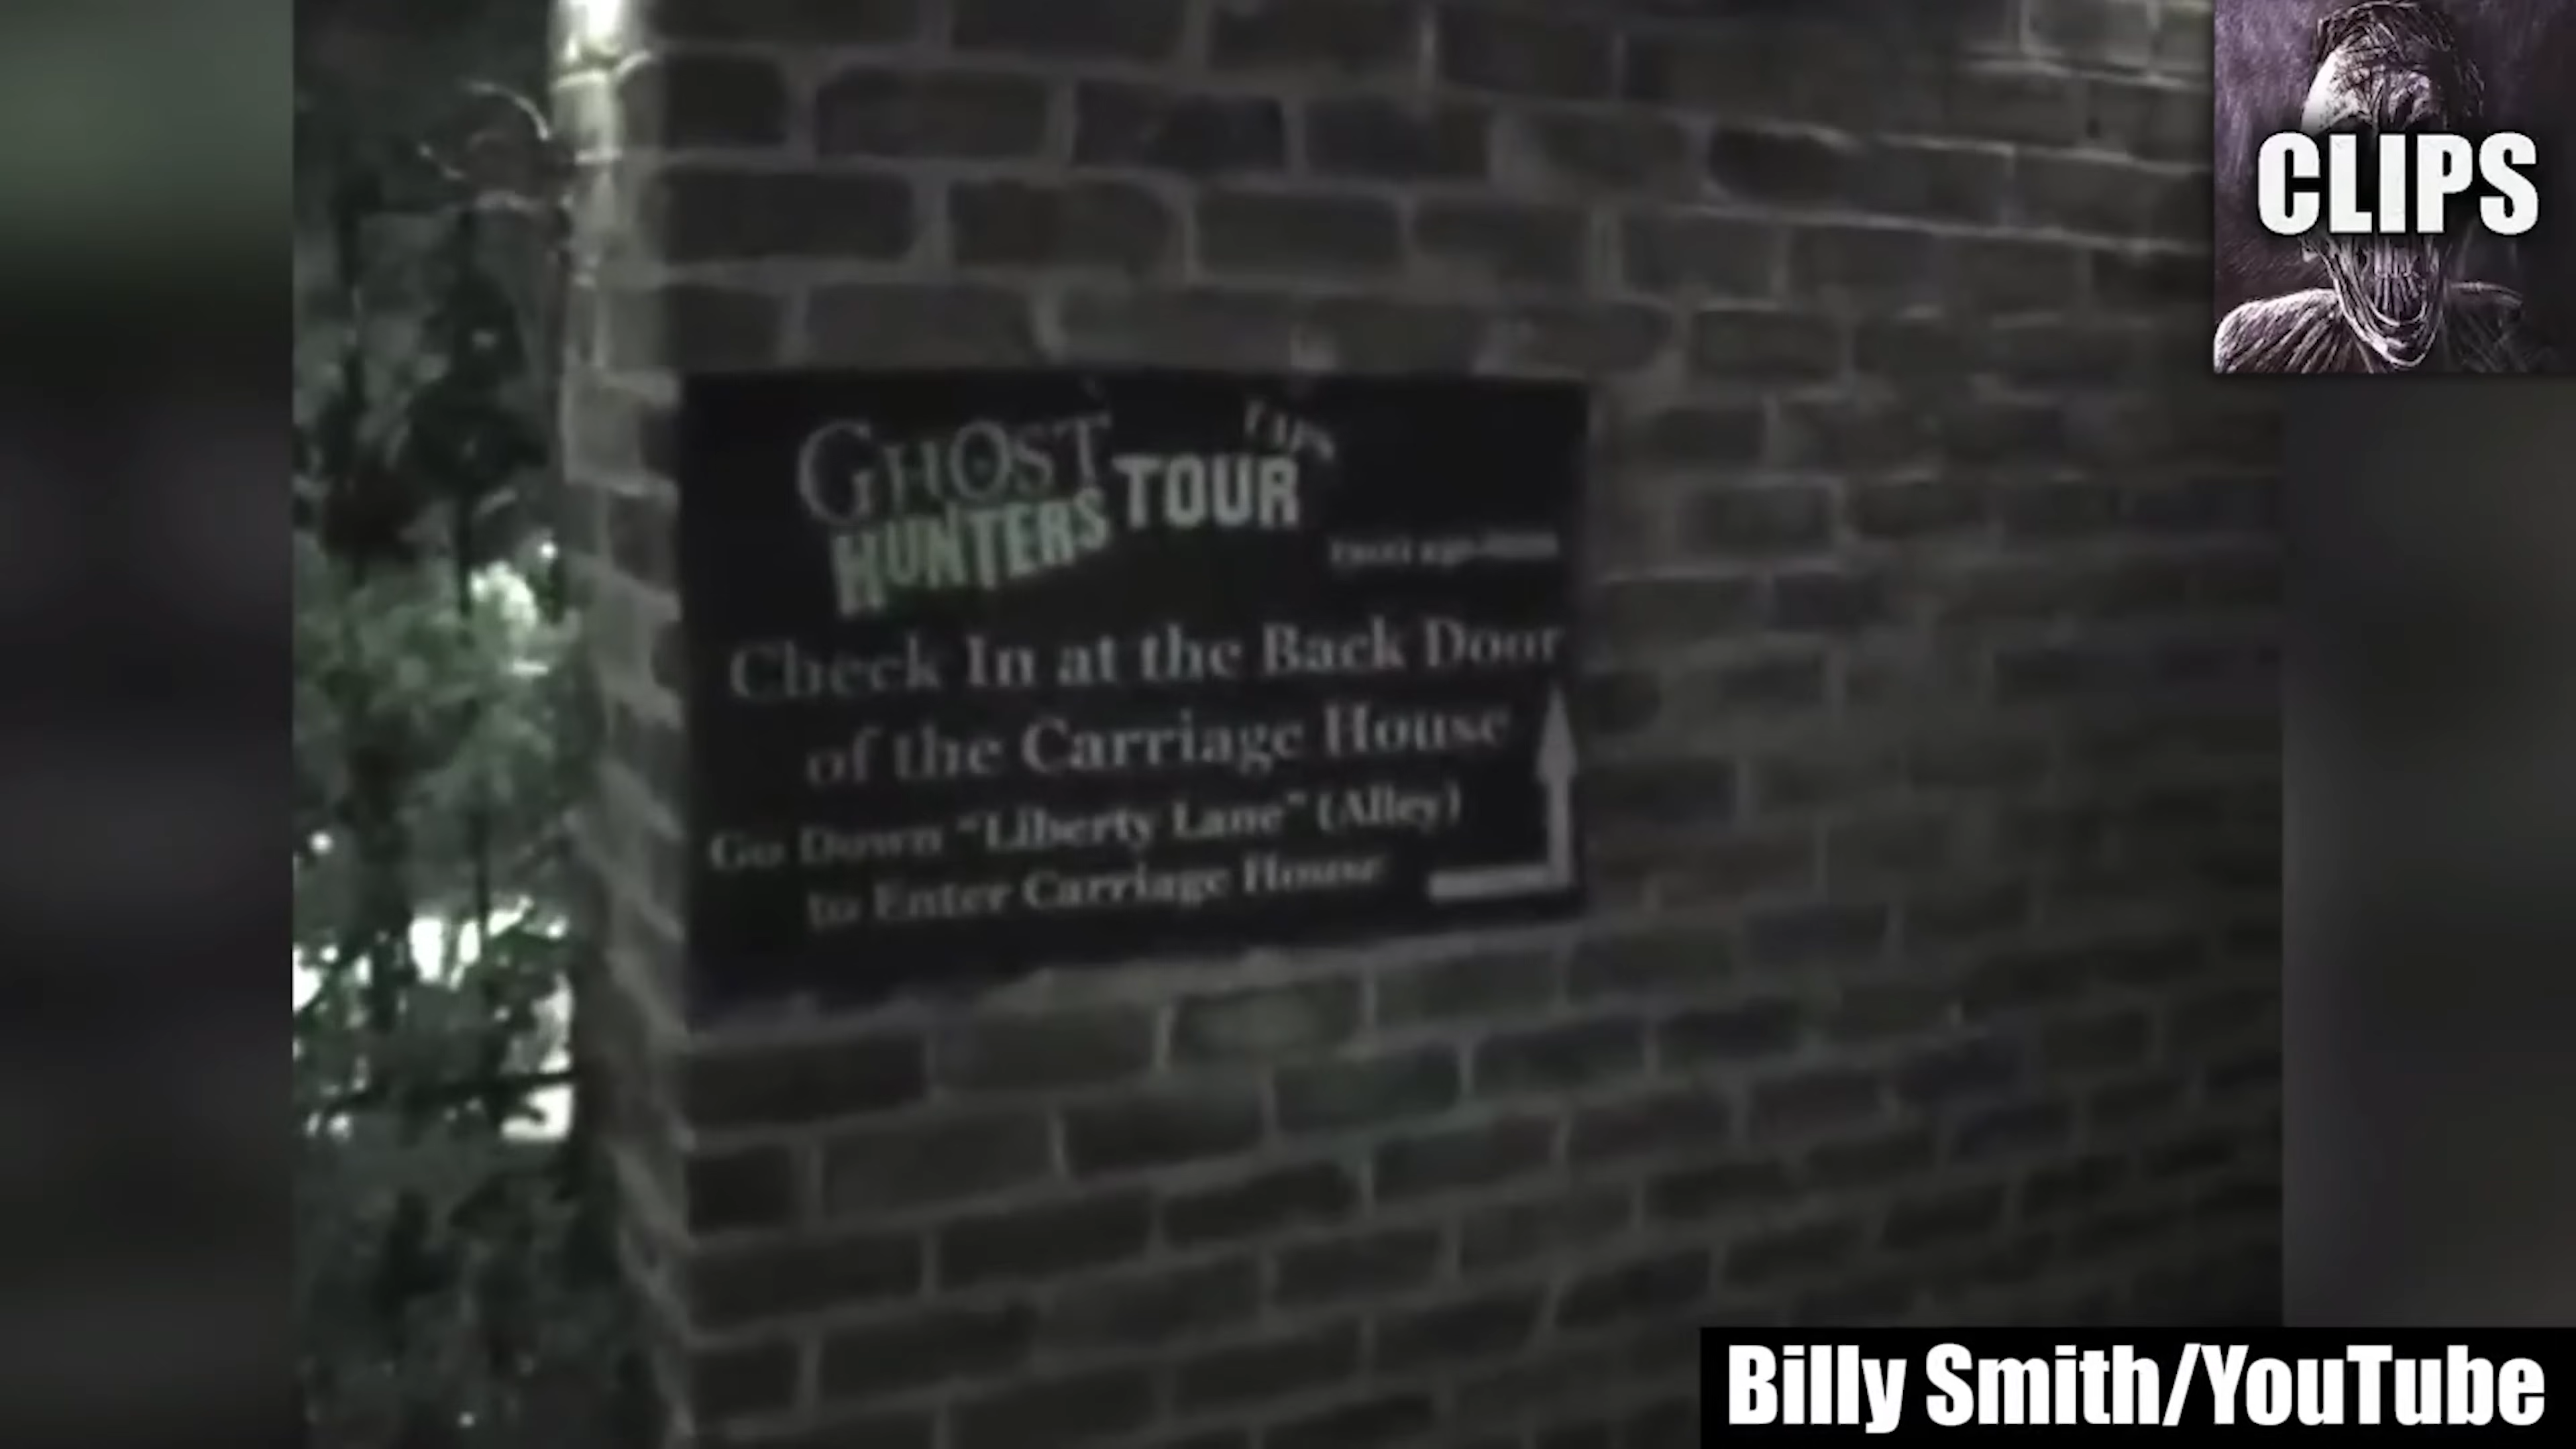 CLIPS
GHOST
HUNTERS TOUR
TAPS
Check In at the Back Door
of the Carriage House
Go Down “Liberty Lane” (Alley)
to Enter Carriage House
Billy Smith/YouTube